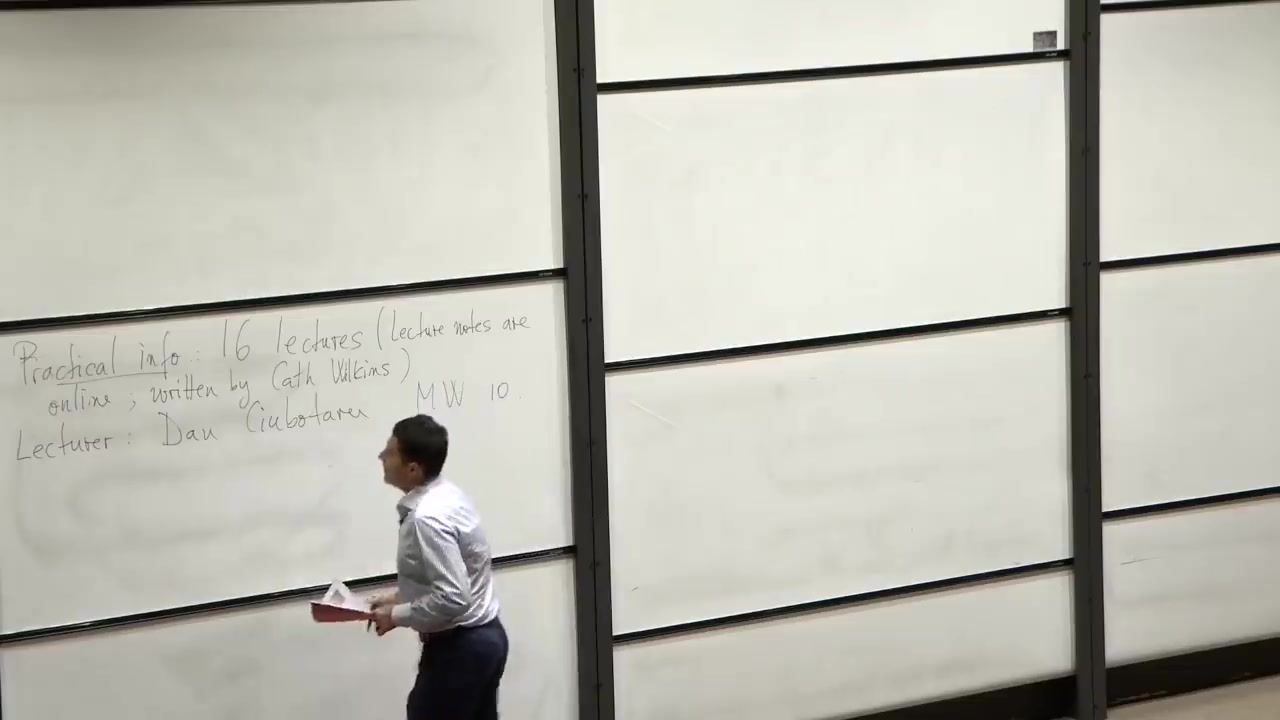 Practical info: 16 lectures (lecture notes are
online; written by Cath Wilkins)
Lecturer: Dan Ciubotaru MW 10.